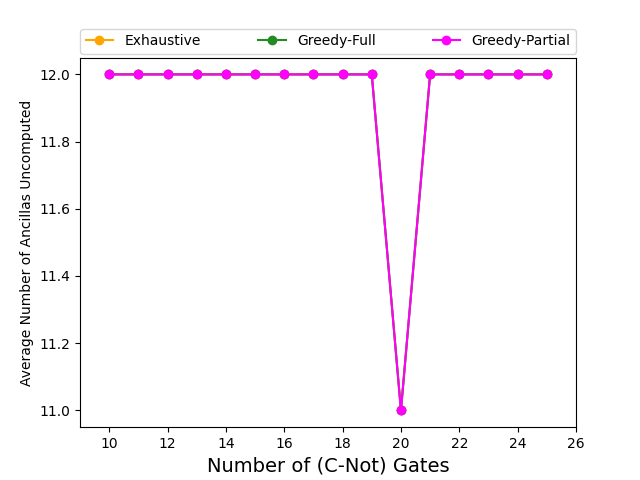 Exhaustive Greedy-Full Greedy-Partial
Average Number of Ancillas Uncomputed
12.0
11.8
11.6
11.4
11.2
11.0
10 12 14 16 18 20 22 24 26
Number of (C-Not) Gates